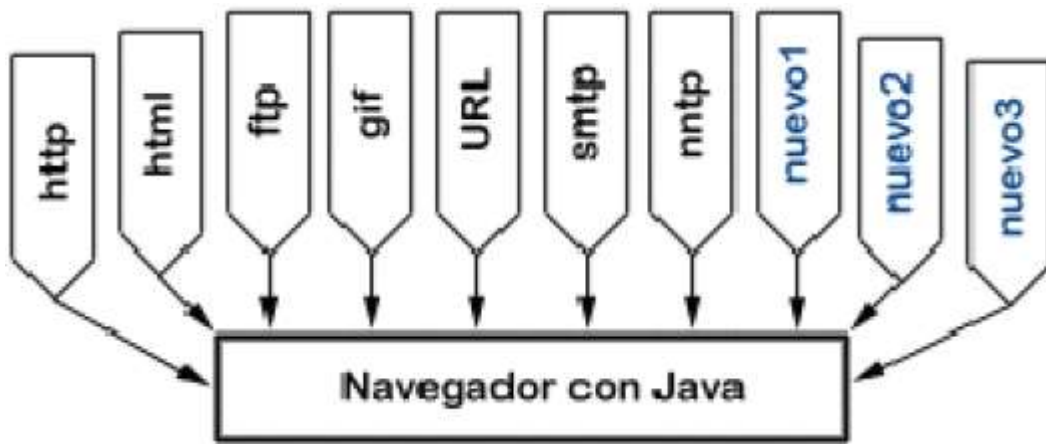 http
html
ftp
gif
URL
smtp
nntp
nuevo1
nuevo2
nuevo3
Navegador con Java